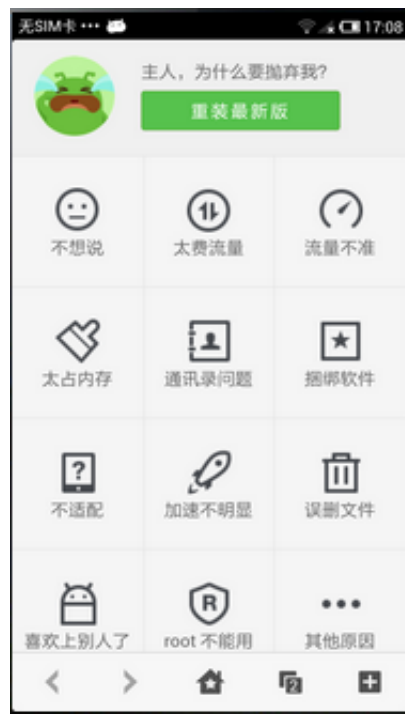 无SIM卡 ••• 17:08
主人，为什么要抛弃我?
重装最新版
不想说 太费流量 流量不准
太占内存 通讯录问题 捆绑软件
?
不适配 加速不明显 误删文件
R
喜欢上别人了 root 不能用 其他原因
2